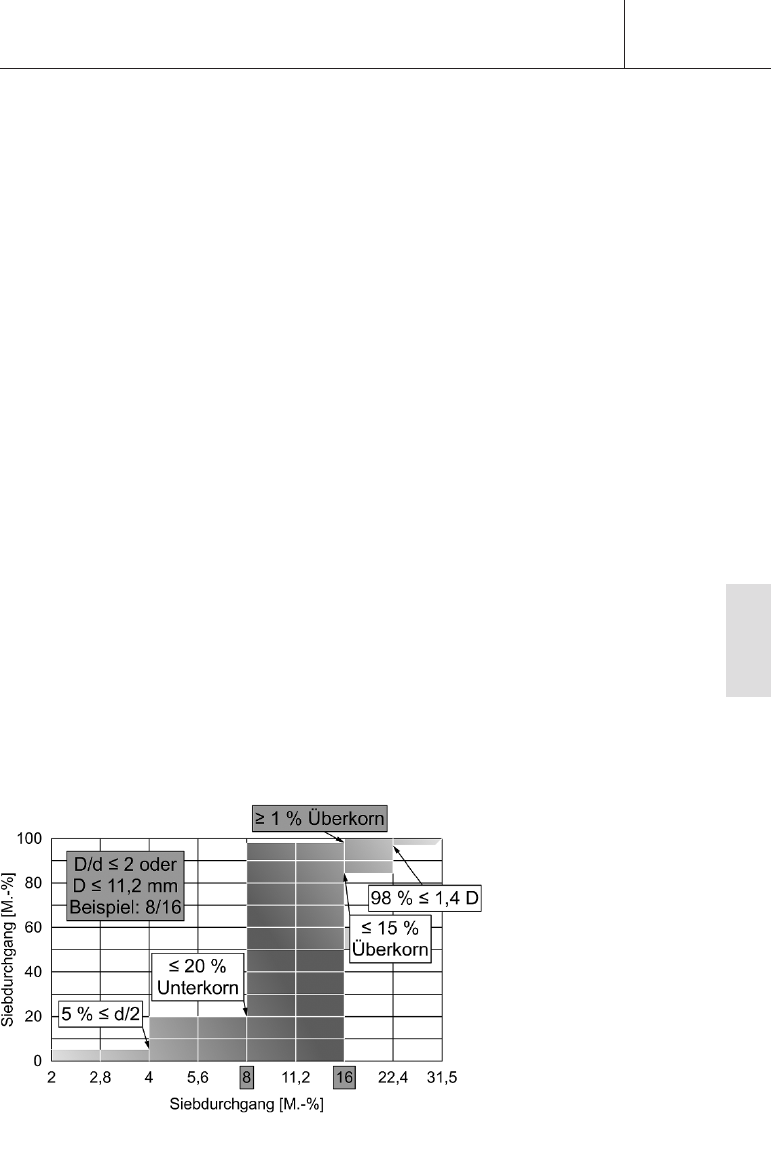 ≥ 1 % Überkorn
100
80
60
40
20
0
Siebdurchgang [M.-%]
D/d ≤ 2 oder
D ≤ 11,2 mm
Beispiel: 8/16
98 % ≤ 1,4 D
≤ 15 %
Überkorn
≤ 20 %
Unterkorn
5 % ≤ d/2
2 2,8 4 5,6 8 11,2 16 22,4 31,5
Siebdurchgang [M.-%]